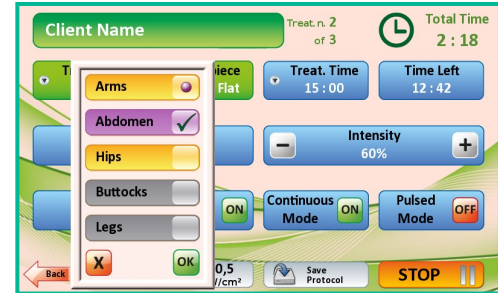 Client Name
Treat. n. 2
of 3
Total Time
2 : 18
Flat
Treat. Time
15 : 00
Time Left
12 : 42
Arms
Abdomen
Hips
Buttocks
Legs
X
OK
Intensity
60%
ON
Continuous
Mode
ON
Pulsed
Mode
OFF
Back
0,5
/cm²
Save
Protocol
STOP